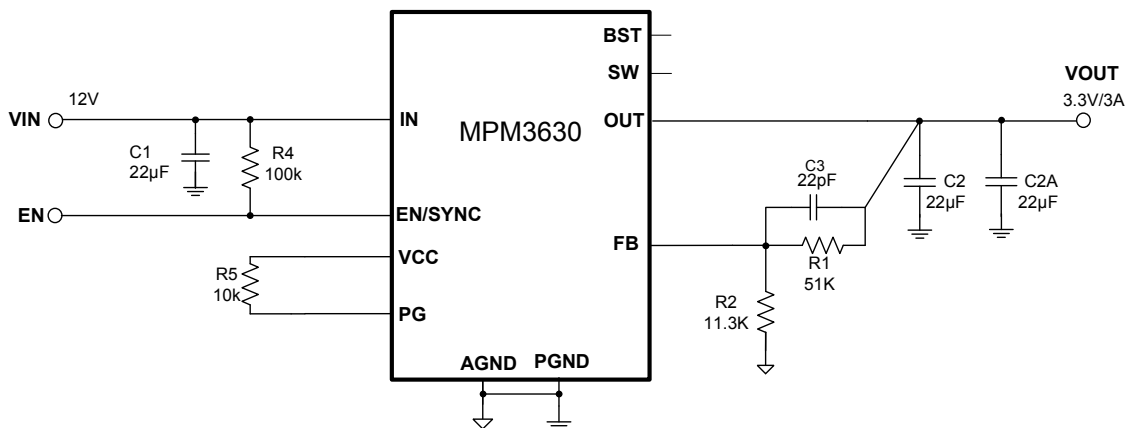 BST
SW
VOUT
12V
3.3V/3A
VIN
IN
MPM3630
OUT
C1
22µF
R4
100k
C3
22pF
C2
22µF
C2A
22µF
EN
EN/SYNC
FB
VCC
R1
51K
R5
10k
R2
11.3K
PG
AGND
PGND